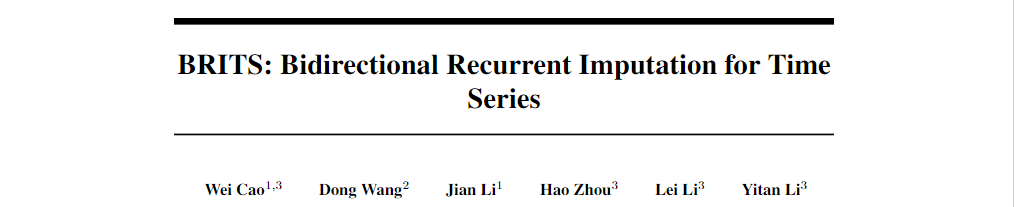 BRITS: Bidirectional Recurrent Imputation for Time
Series
Wei Cao1,3 Dong Wang2 Jian Li1 Hao Zhou3 Lei Li3 Yitan Li3